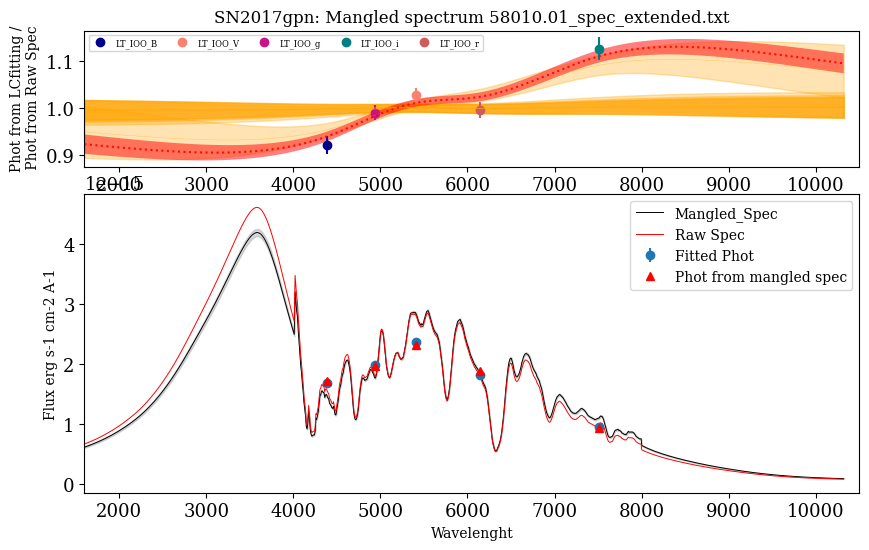 SN2017gpn: Mangled spectrum 58010.01_spec_extended.txt
Phot from LCfitting /
Phot from Raw Spec
LT_IOO_B LT_IOO_V LT_IOO_g LT_IOO_i LT_IOO_r
1.1
1.0
0.9
2000 3000 4000 5000 6000 7000 8000 9000 10000
1e−15
Flux erg s-1 cm-2 A-1
Mangled_Spec
Raw Spec
Fitted Phot
Phot from mangled spec
4
3
2
1
0
2000 3000 4000 5000 6000 7000 8000 9000 10000
Wavelenght